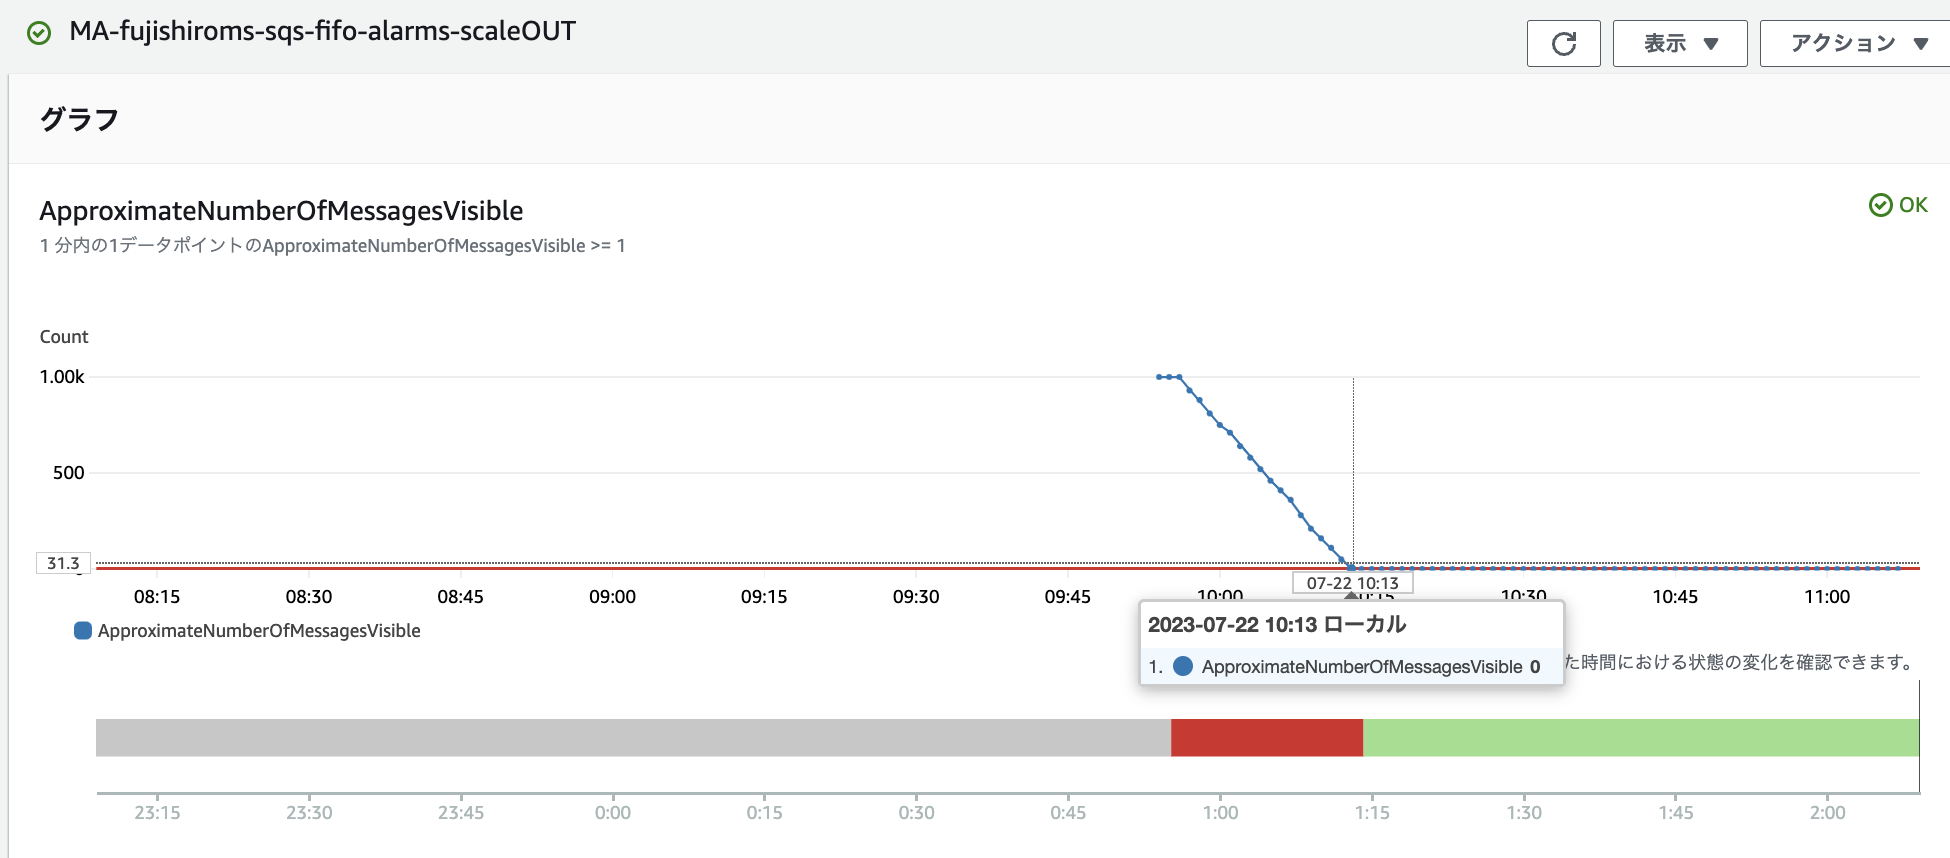 MA-fujishiroms-sqs-fifo-alarms-scaleOUT
表示
アクション
グラフ
ApproximateNumberOfMessagesVisible
OK
1 分内の1データポイントのApproximateNumberOfMessagesVisible >= 1
Count
1.00k
500
31.3
07-22 10:13
08:15 08:30 08:45 09:00 09:15 09:30 09:45 10:00 10:15 10:30 10:45 11:00
ApproximateNumberOfMessagesVisible
2023-07-22 10:13 ローカル
1. ApproximateNumberOfMessagesVisible 0
た時間における状態の変化を確認できます。
23:15 23:30 23:45 0:00 0:15 0:30 0:45 1:00 1:15 1:30 1:45 2:00